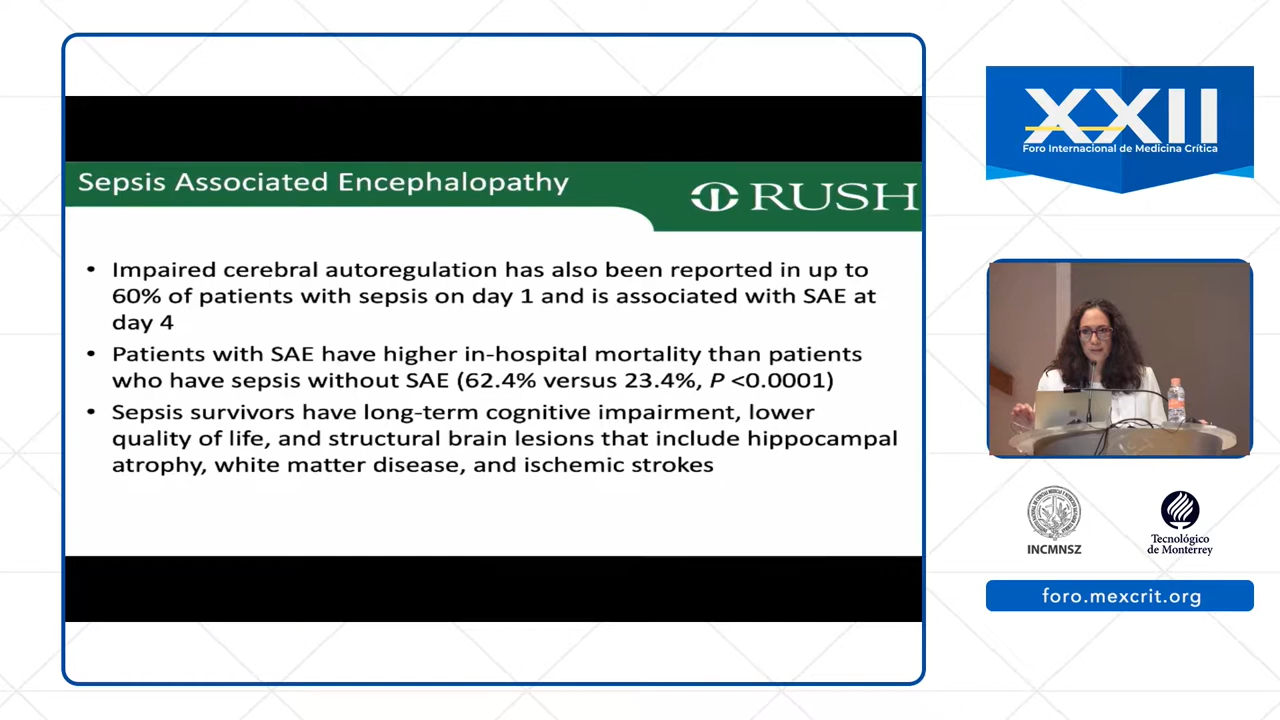 Sepsis Associated Encephalopathy
RUSH
• Impaired cerebral autoregulation has also been reported in up to
60% of patients with sepsis on day 1 and is associated with SAE at
day 4
• Patients with SAE have higher in-hospital mortality than patients
who have sepsis without SAE (62.4% versus 23.4%, P <0.0001)
• Sepsis survivors have long-term cognitive impairment, lower
quality of life, and structural brain lesions that include hippocampal
atrophy, white matter disease, and ischemic strokes
XXII
Foro Internacional de Medicina Crítica
INCMNSZ
Tecnológico
de Monterrey
foro.mexcrit.org